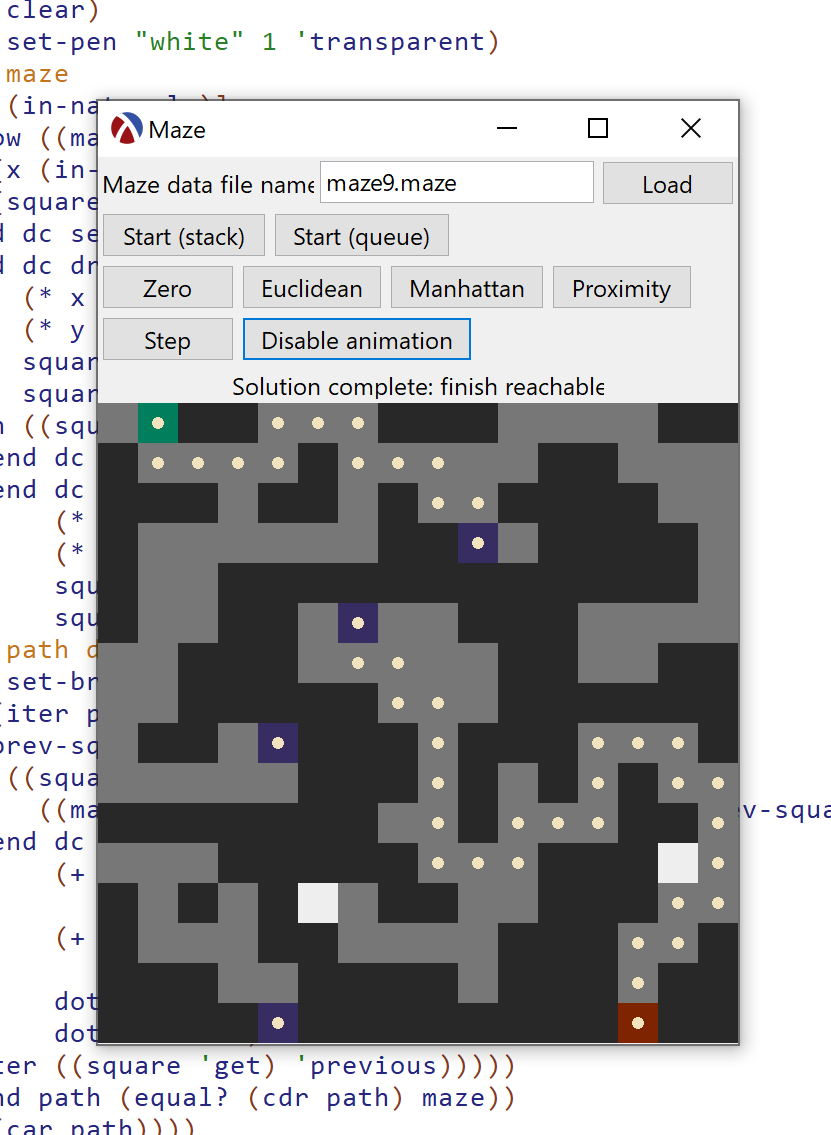 clear)
set-pen "white" 1 'transparent)
maze
(in-na
Maze
ow ((ma
x (in-
Maze data file name
maze9.maze
Load
(square
d dc se
Start (stack)
Start (queue)
d dc dr
(* x
Zero
Euclidean
Manhattan
Proximity
(* y
Step
Disable animation
squar
Solution complete: finish reachable
squar
n ((squ
end dc
end dc
(*
(*
squ
squ
path d
set-br
(iter p
prev-sq
((squa
((ma
ev-squa
end dc
(+
(+
dot
dot
ter ((square 'get) 'previous)))))
nd path (equal? (cdr path) maze))
(car path))))